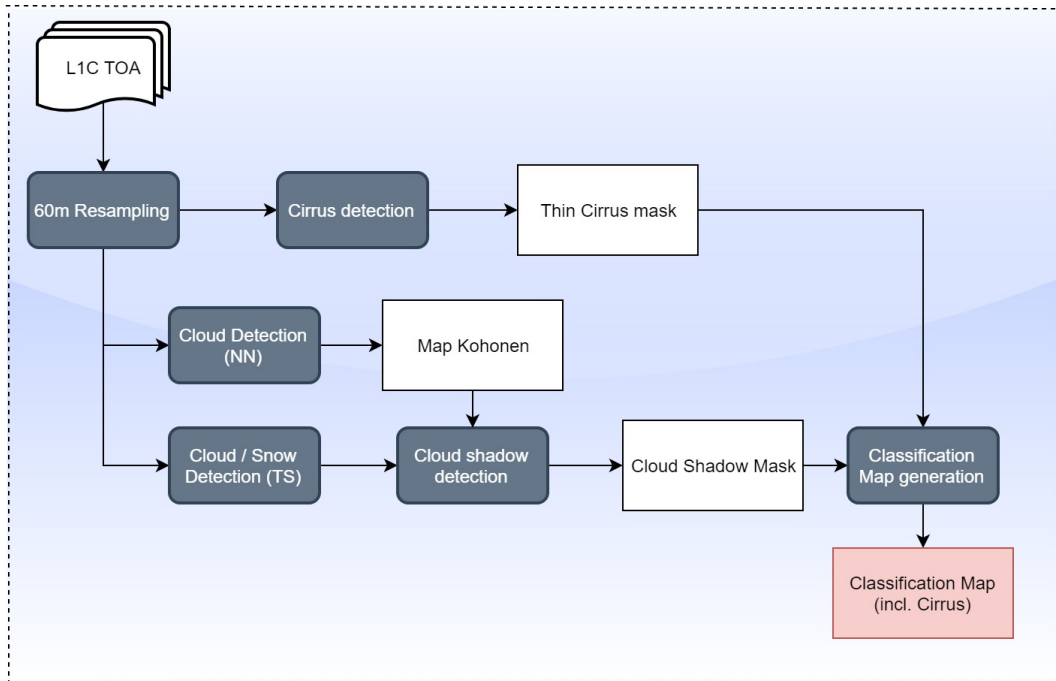 L1C TOA
60m Resampling
Cirrus detection
Thin Cirrus mask
Cloud Detection
(NN)
Map Kohonen
Cloud / Snow
Detection (TS)
Cloud shadow
detection
Cloud Shadow Mask
Classification
Map generation
Classification Map
(incl. Cirrus)